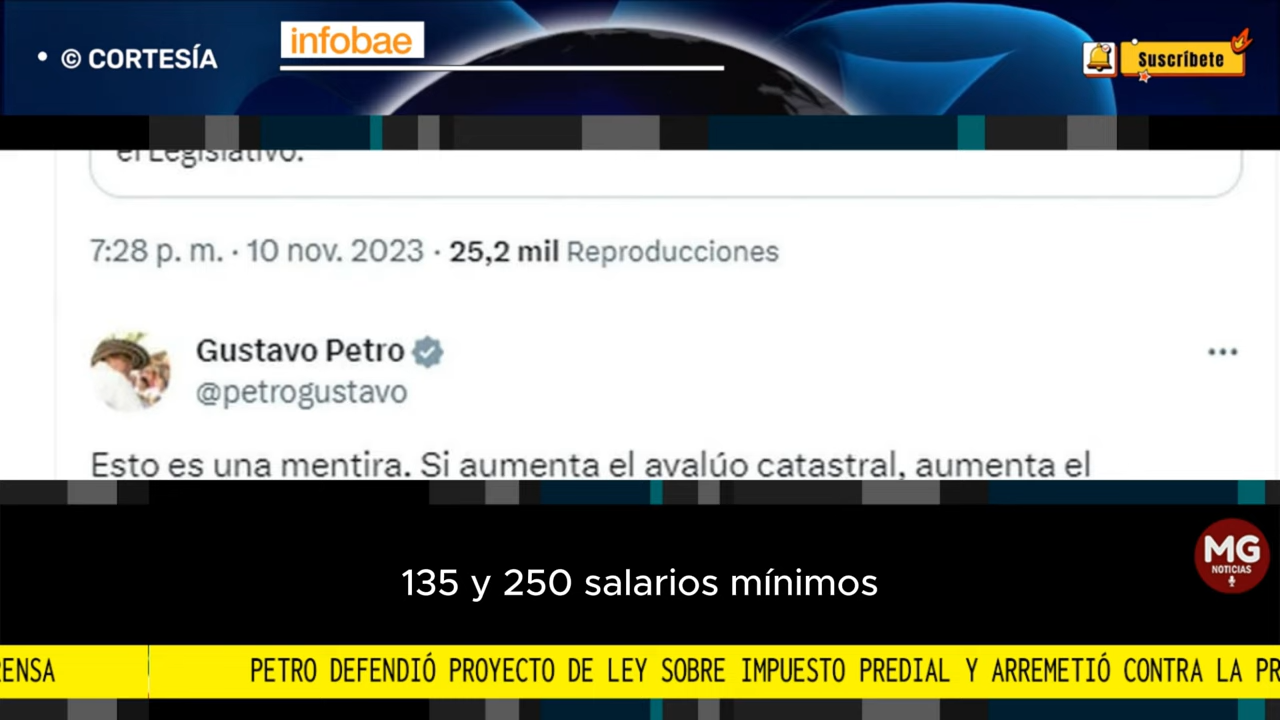 • © CORTESÍA
infobae
Suscríbete
el Legislativo.
7:28 p. m. · 10 nov. 2023 · 25,2 mil Reproducciones
Gustavo Petro
@petrogustavo
Esto es una mentira. Si aumenta el avalúo catastral, aumenta el
135 y 250 salarios mínimos
MG
NOTICIAS
RENSA
PETRO DEFENDIÓ PROYECTO DE LEY SOBRE IMPUESTO PREDIAL Y ARREMETIÓ CONTRA LA PR